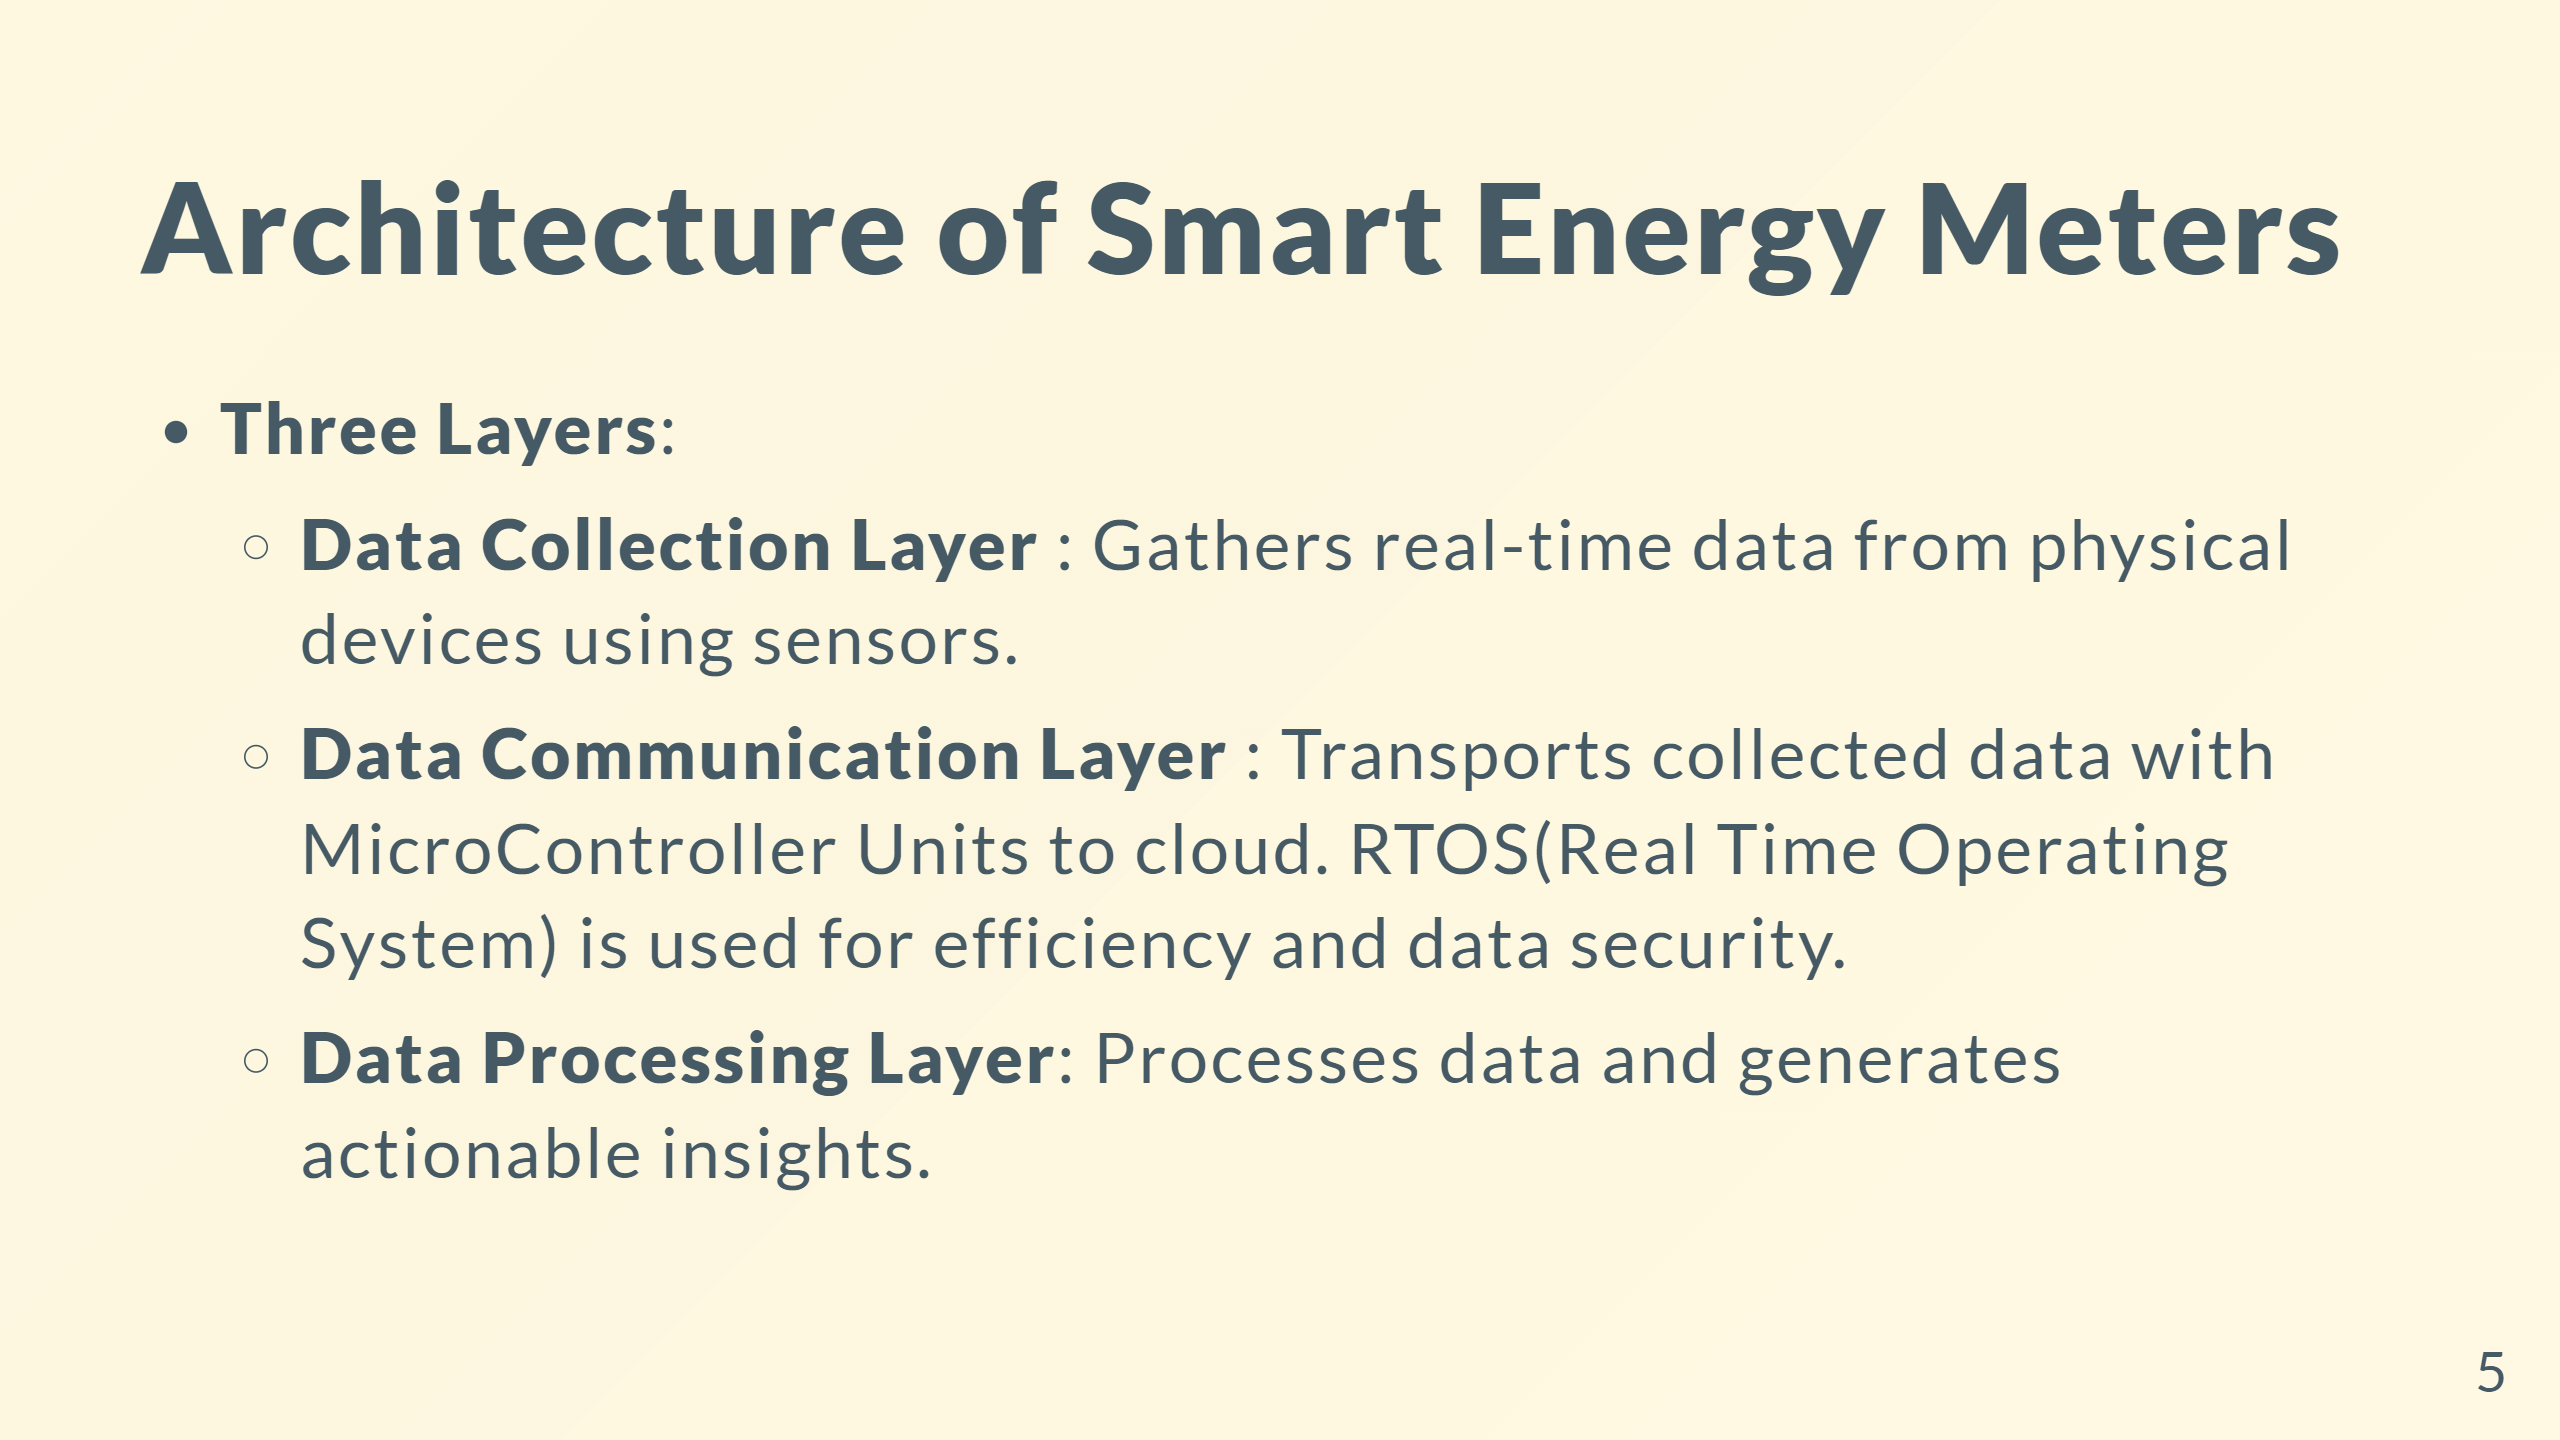 Architecture of Smart Energy Meters
• Three Layers:
○ Data Collection Layer : Gathers real-time data from physical
devices using sensors.
○ Data Communication Layer : Transports collected data with
MicroController Units to cloud. RTOS(Real Time Operating
System) is used for efficiency and data security.
○ Data Processing Layer: Processes data and generates
actionable insights.
5